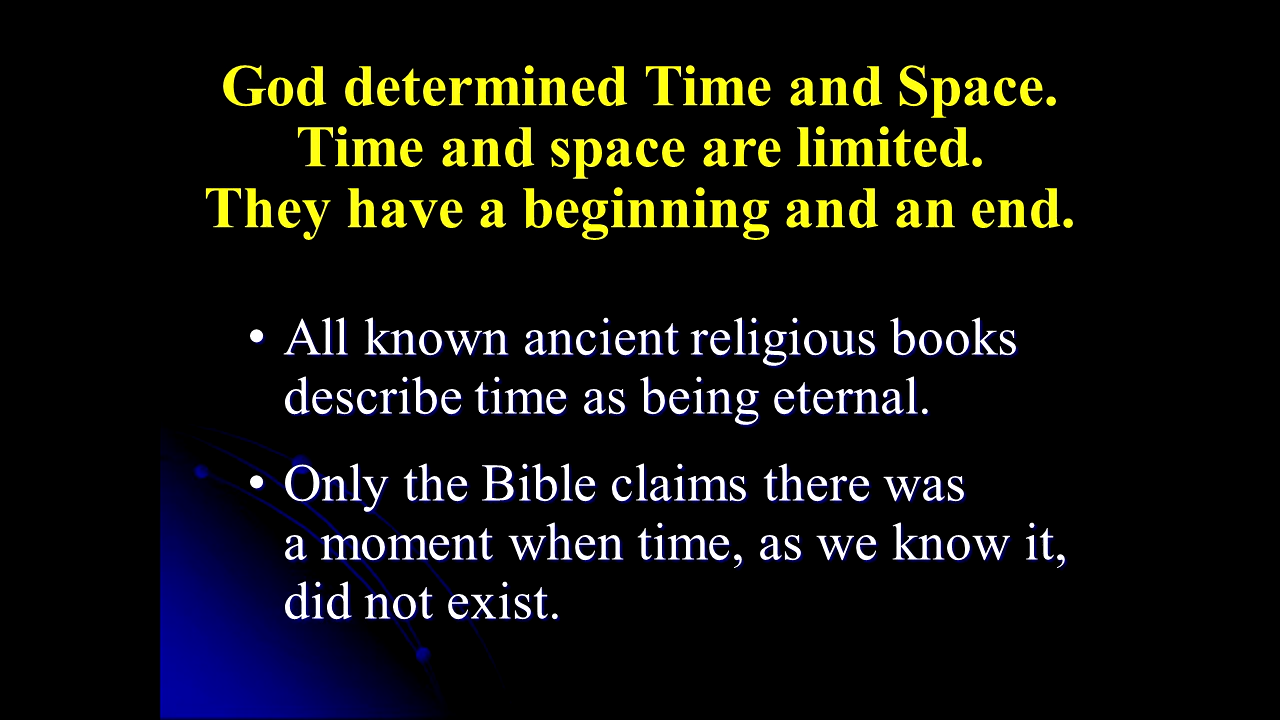 God determined Time and Space.
Time and space are limited.
They have a beginning and an end.
• All known ancient religious books
describe time as being eternal.
• Only the Bible claims there was
a moment when time, as we know it,
did not exist.